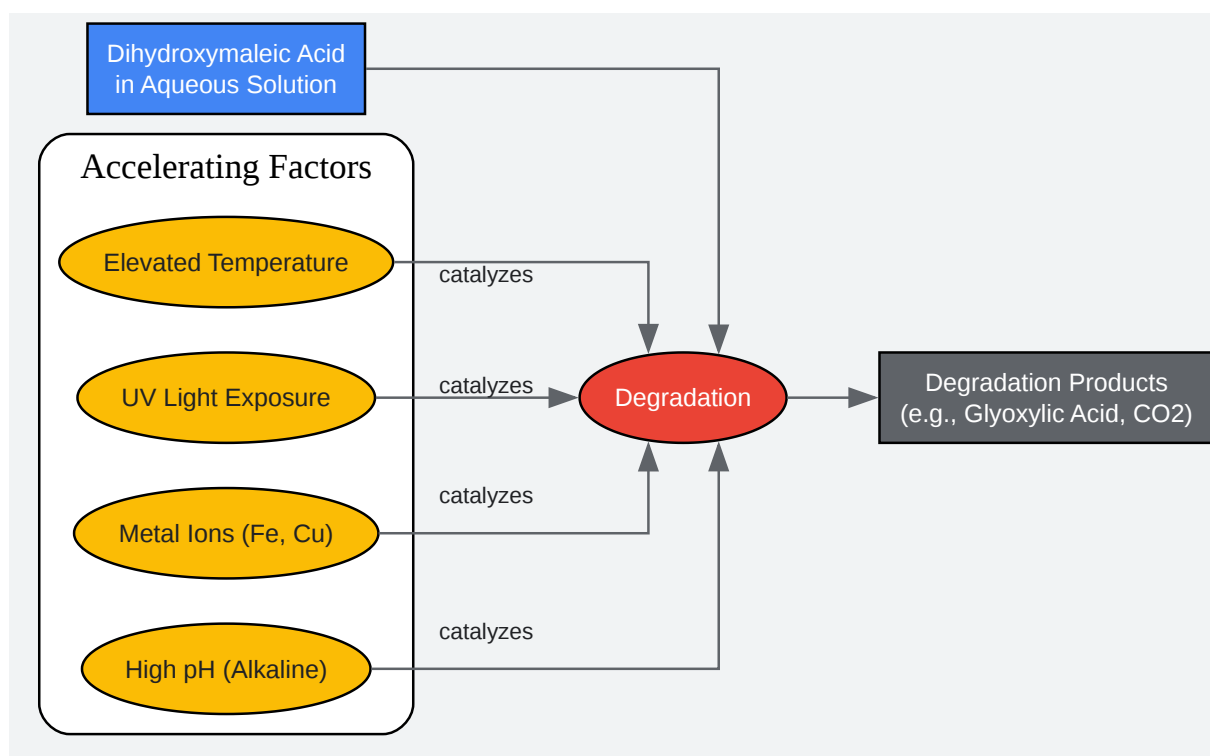 Dihydroxymaleic Acid
in Aqueous Solution
Accelerating Factors
Elevated Temperature
catalyzes
UV Light Exposure
catalyzes
Degradation
Degradation Products
(e.g., Glyoxylic Acid, CO2)
Metal Ions (Fe, Cu)
catalyzes
High pH (Alkaline)
catalyzes